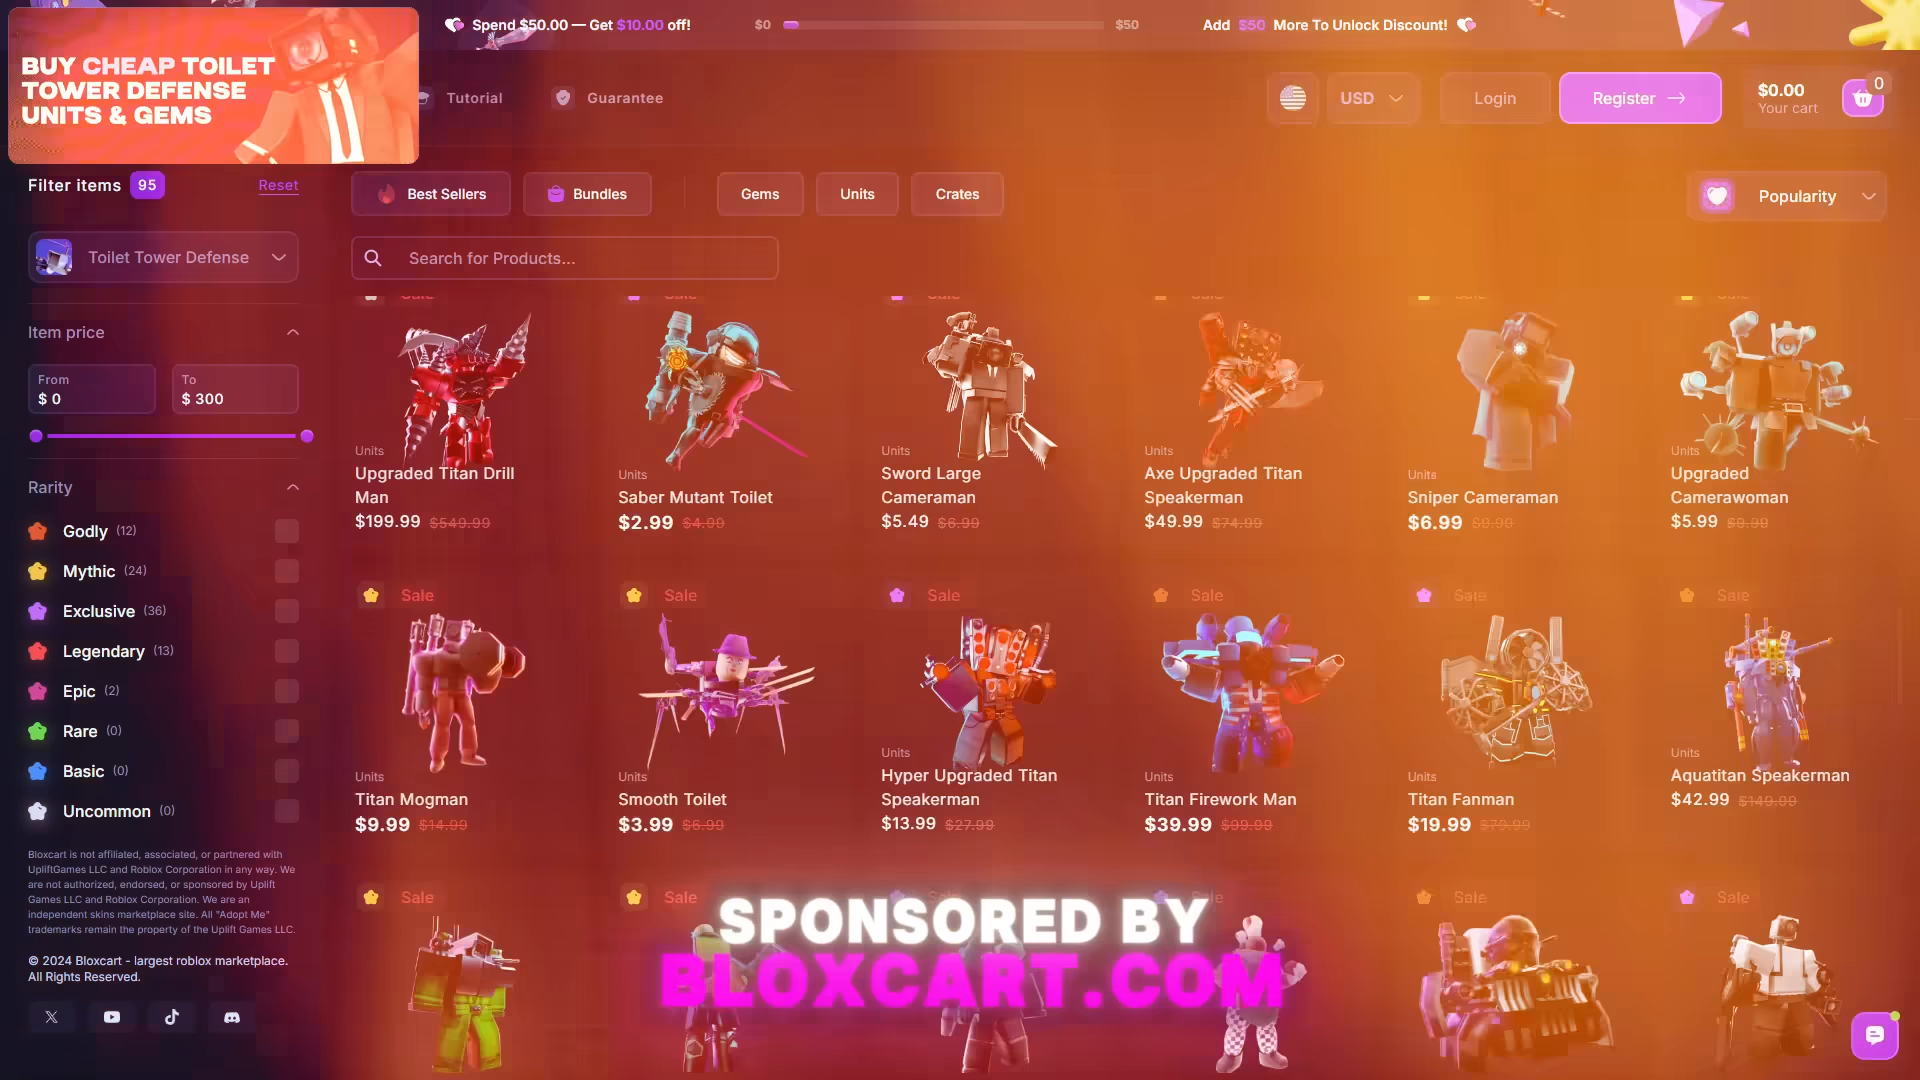 BUY CHEAP TOILET
TOWER DEFENSE
UNITS & GEMS
Spend $50.00 — Get $10.00 off!
$0
$50
Add $50 More To Unlock Discount!
Tutorial
Guarantee
USD
Login
Register
$0.00
Your cart
0
Filter items 95
Reset
Best Sellers
Bundles
Gems
Units
Crates
Popularity
Toilet Tower Defense
Search for Products...
Item price
From
$ 0
To
$ 300
Rarity
Godly (12)
Mythic (24)
Exclusive (36)
Legendary (13)
Epic (2)
Rare (0)
Basic (0)
Uncommon (0)
Sale Sale Sale Sale Sale Sale
Units
Upgraded Titan Drill
Man
$199.99 $549.99
Units
Saber Mutant Toilet
$2.99 $4.99
Units
Sword Large
Cameraman
$5.49 $6.99
Units
Axe Upgraded Titan
Speakerman
$49.99 $74.99
Units
Sniper Cameraman
$6.99 $9.99
Units
Upgraded
Camerawoman
$5.99 $9.99
Sale
Units
Titan Mogman
$9.99 $14.99
Sale
Units
Smooth Toilet
$3.99 $6.99
Sale
Units
Hyper Upgraded Titan
Speakerman
$13.99 $27.99
Sale
Units
Titan Firework Man
$39.99 $99.99
Sale
Units
Titan Fanman
$19.99 $79.99
Sale
Units
Aquatitan Speakerman
$42.99 $149.99
Sale Sale Sale Sale Sale Sale
SPONSORED BY
BLOXCART.COM
Bloxcart is not affiliated, associated, or partnered with
UpliftGames LLC and Roblox Corporation in any way. We
are not authorized, endorsed, or sponsored by Uplift
Games LLC and Roblox Corporation. We are an
independent skins marketplace site. All "Adopt Me"
trademarks remain the property of the Uplift Games LLC.
© 2024 Bloxcart - largest roblox marketplace.
All Rights Reserved.